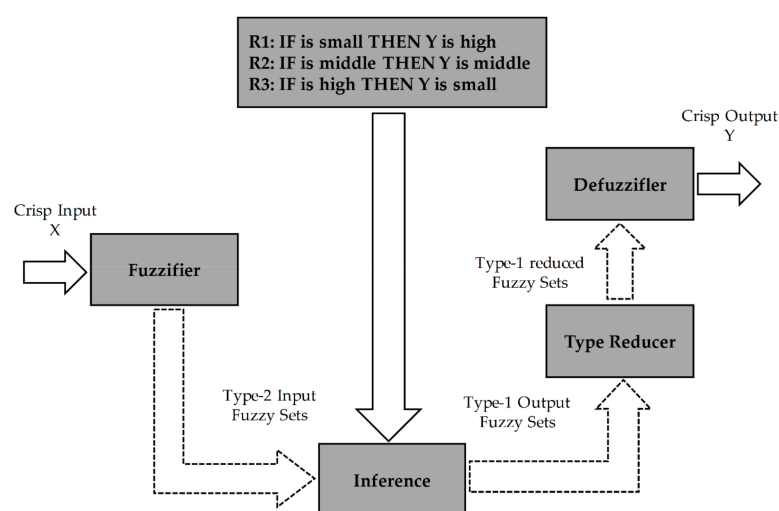 R1: IF is small THEN Y is high
R2: IF is middle THEN Y is middle
R3: IF is high THEN Y is small
Crisp Output
Y
Defuzzifler
Crisp Input
X
Fuzzifier
Type-1 reduced
Fuzzy Sets
Type Reducer
Type-2 Input
Fuzzy Sets
Type-1 Output
Fuzzy Sets
Inference